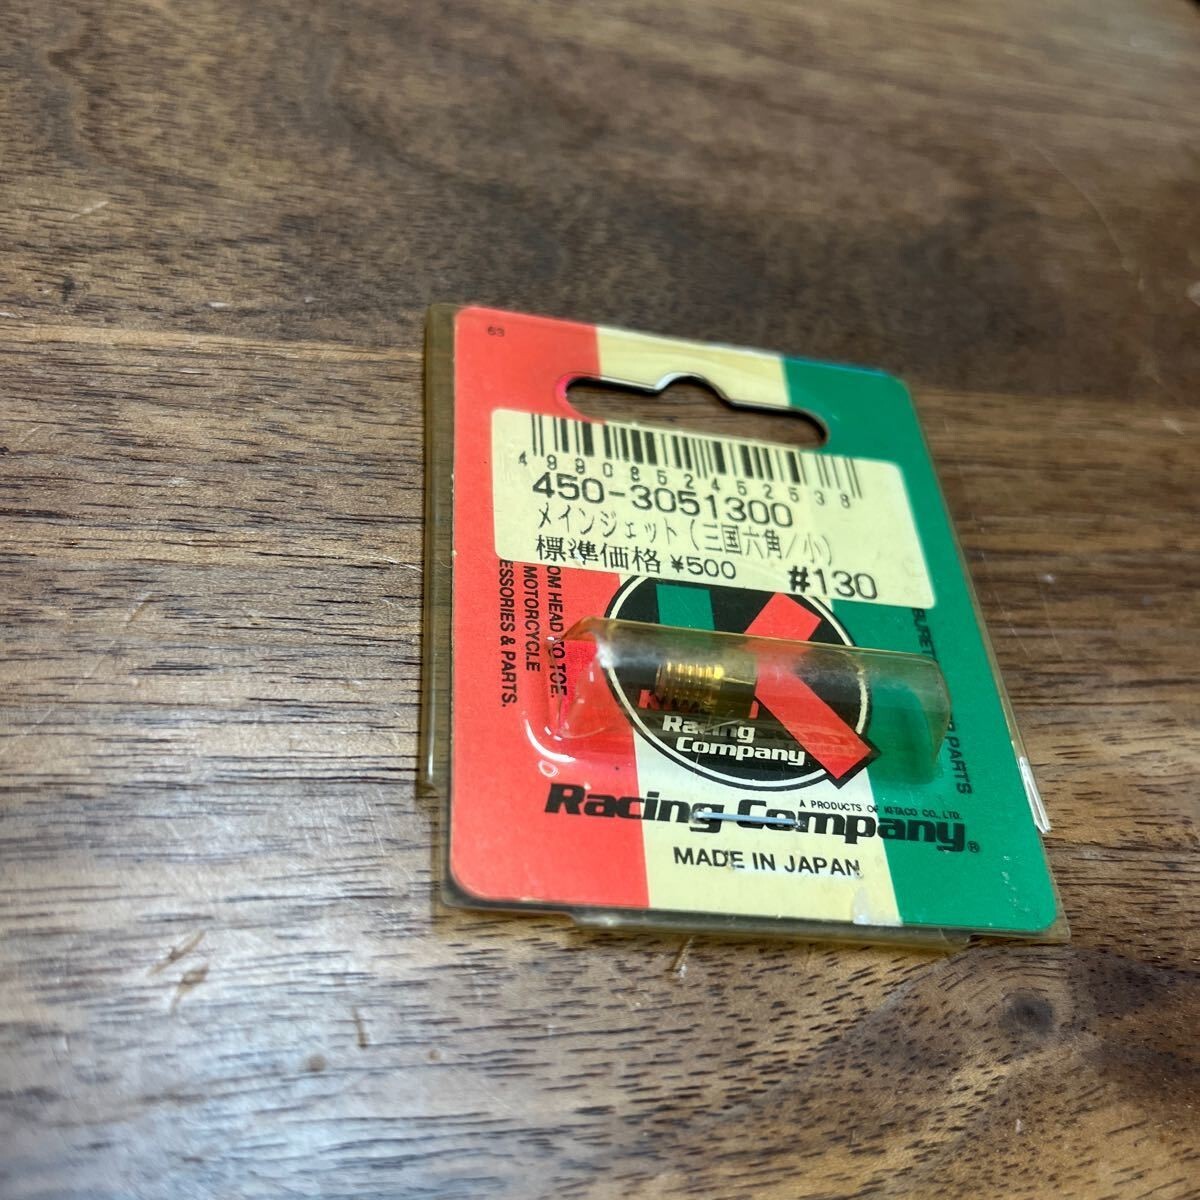 63
4990852452538
450-3051300
メインジェット(三国六角/小)
標準価格 ¥500 #130
OM HEAD TO TOE.
MOTORCYCLE
ESSORIES & PARTS.
PARTS
Racing
Company
A PRODUCTS OF KITACO CO., LTD.
Racing Company®
MADE IN JAPAN